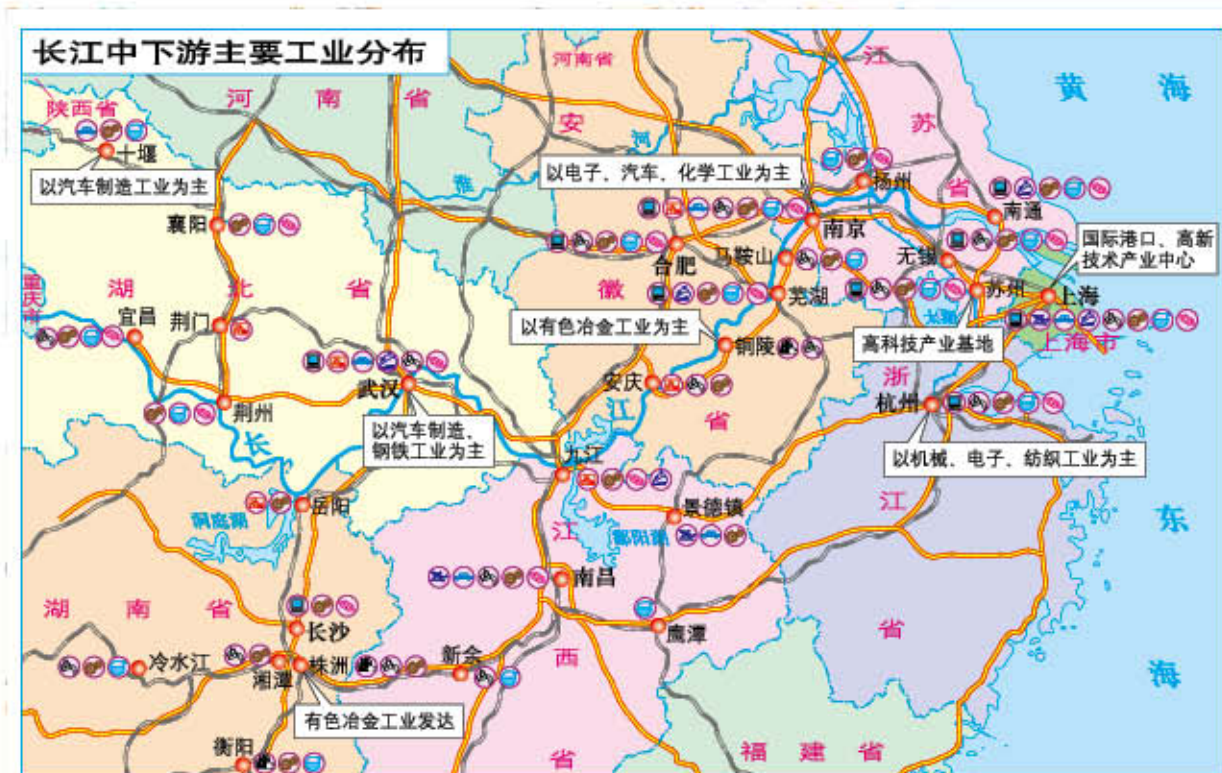 长江中下游主要工业分布
陕西省
河南省
河南省
安
江
苏
省
黄海
十堰
以汽车制造工业为主
以电子、汽车、化学工业为主
扬州
淮
河
襄阳
南京
南通
国际港口、高新
技术产业中心
合肥
马鞍山
无锡
重庆市
湖北省
徽
芜湖
苏州
上海
太湖
宜昌
荆门
以有色冶金工业为主
铜陵
高科技产业基地
上海市
浙
武汉
安庆
江
省
杭州
荆州
长
以汽车制造、
钢铁工业为主
以机械、电子、纺织工业为主
九江
岳阳
洞庭湖
景德镇
鄱阳湖
江
江
东
南昌
湖南省
长沙
鹰潭
省
冷水江
湘潭
株洲
新余
西
海
有色冶金工业发达
衡阳
省
福建省